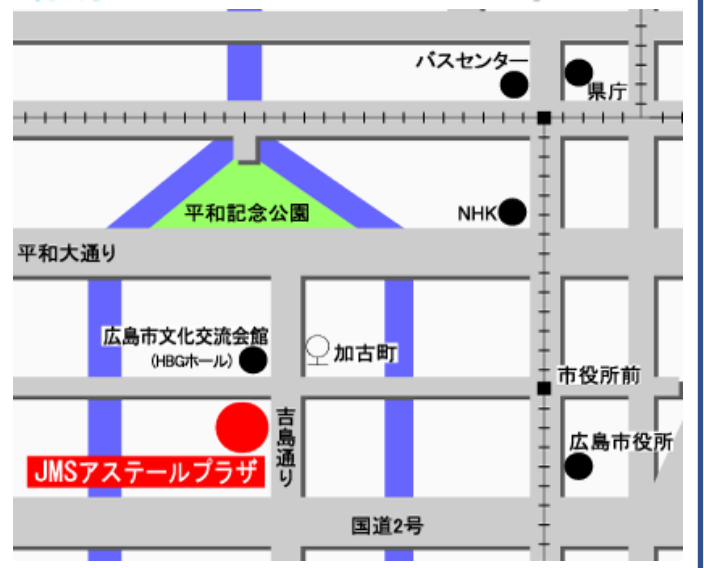 バスセンター
県庁
平和記念公園
NHK
平和大通り
広島市文化交流会館
(HBGホール)
加古町
市役所前
吉島通り
広島市役所
JMSアステールプラザ
国道2号